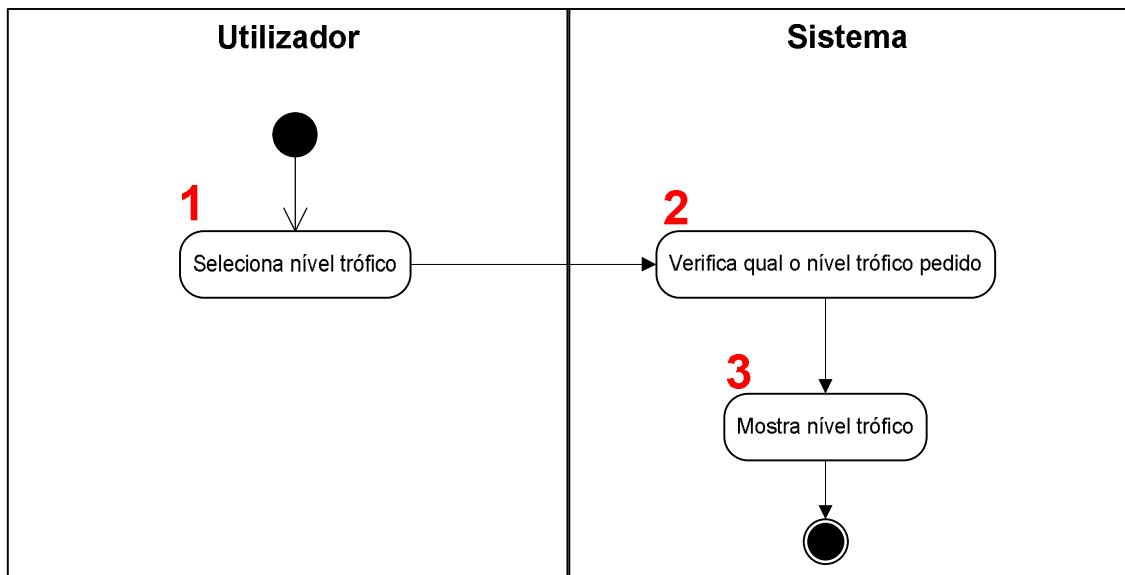 Utilizador
Sistema
1
Seleciona nível trófico
2
Verifica qual o nível trófico pedido
3
Mostra nível trófico